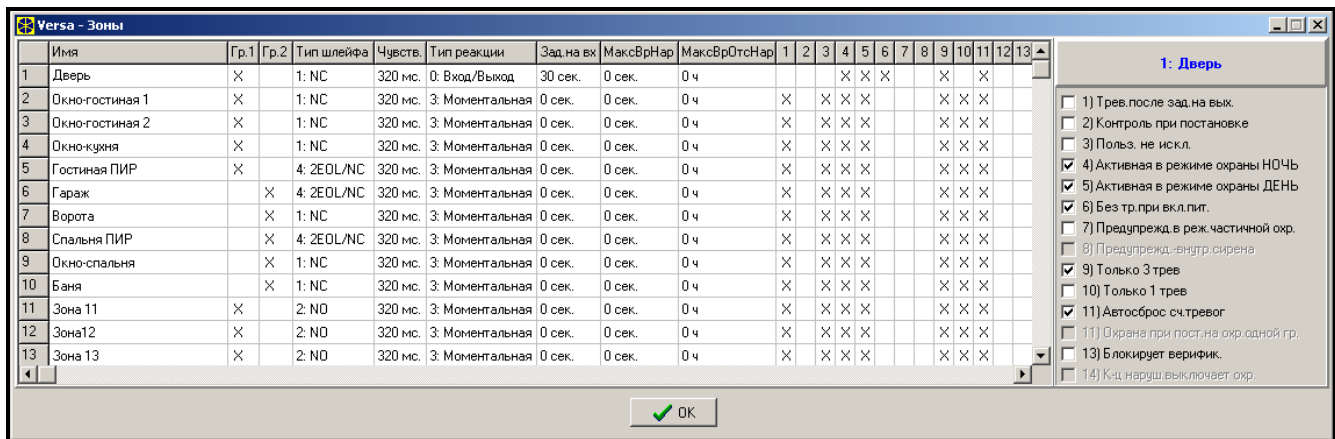 Versa - Зоны
Имя Гр.1 Гр.2 Тип шлейфа Чувств. Тип реакции Зад.на вх МаксВрНар МаксВрОтсНар 1 2 3 4 5 6 7 8 9 10 11 12 13
1 Дверь X 1: NC 320 мс. 0: Вход/Выход 30 сек. 0 сек. 0 ч X X X X X
2 Окно-гостиная 1 X 1: NC 320 мс. 3: Моментальная 0 сек. 0 сек. 0 ч X X X X X X X
3 Окно-гостиная 2 X 1: NC 320 мс. 3: Моментальная 0 сек. 0 сек. 0 ч X X X X X X X
4 Окно-кухня X 1: NC 320 мс. 3: Моментальная 0 сек. 0 сек. 0 ч X X X X X X X
5 Гостиная ПИР X 4: 2EOL/NC 320 мс. 3: Моментальная 0 сек. 0 сек. 0 ч X X X X X X X
6 Гараж X 4: 2EOL/NC 320 мс. 3: Моментальная 0 сек. 0 сек. 0 ч X X X X X X X
7 Ворота X 1: NC 320 мс. 3: Моментальная 0 сек. 0 сек. 0 ч X X X X X X X
8 Спальня ПИР X 4: 2EOL/NC 320 мс. 3: Моментальная 0 сек. 0 сек. 0 ч X X X X X X X
9 Окно-спальня X 1: NC 320 мс. 3: Моментальная 0 сек. 0 сек. 0 ч X X X X X X X
10 Баня X 1: NC 320 мс. 3: Моментальная 0 сек. 0 сек. 0 ч X X X X X X X
11 Зона 11 X 2: NO 320 мс. 3: Моментальная 0 сек. 0 сек. 0 ч X X X X X X X
12 Зона12 X 2: NO 320 мс. 3: Моментальная 0 сек. 0 сек. 0 ч X X X X X X X
13 Зона 13 X 2: NO 320 мс. 3: Моментальная 0 сек. 0 сек. 0 ч X X X X X X X
1: Дверь
1) Трев.после зад.на вых.
2) Контроль при постановке
3) Польз. не искл.
4) Активная в режиме охраны НОЧЬ
5) Активная в режиме охраны ДЕНЬ
6) Без тр.при вкл.пит.
7) Предупрежд.в реж.частичной охр.
8) Предупрежд.-внутр.сирена
9) Только 3 трев
10) Только 1 трев
11) Автосброс сч.тревог
11) Охрана при пост.на охр.одной гр.
13) Блокирует верифик.
14) К-ц наруш.выключает охр.
OK